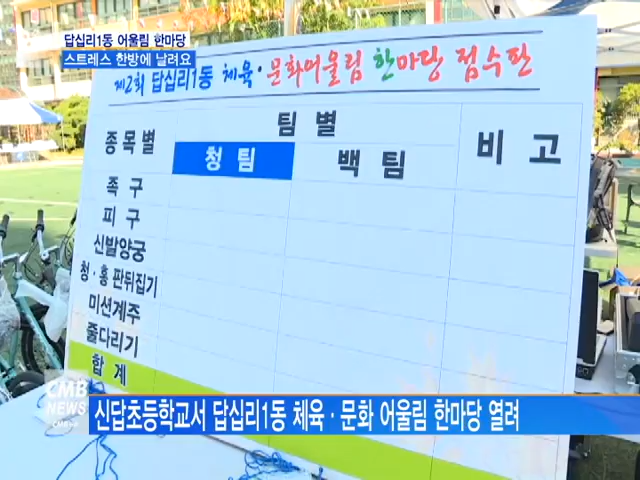 답십리1동 어울림 한마당
스트레스 한방에 날려요
제2회 답십리1동 체육·문화어울림 한마당 점수판
종목별 팀 별 비 고
청 팀 백 팀
족 구
피 구
신발양궁
청·홍 판뒤집기
미션계주
줄다리기
합 계
CMB
NEWS
신답초등학교서 답십리1동 체육·문화 어울림 한마당 열려